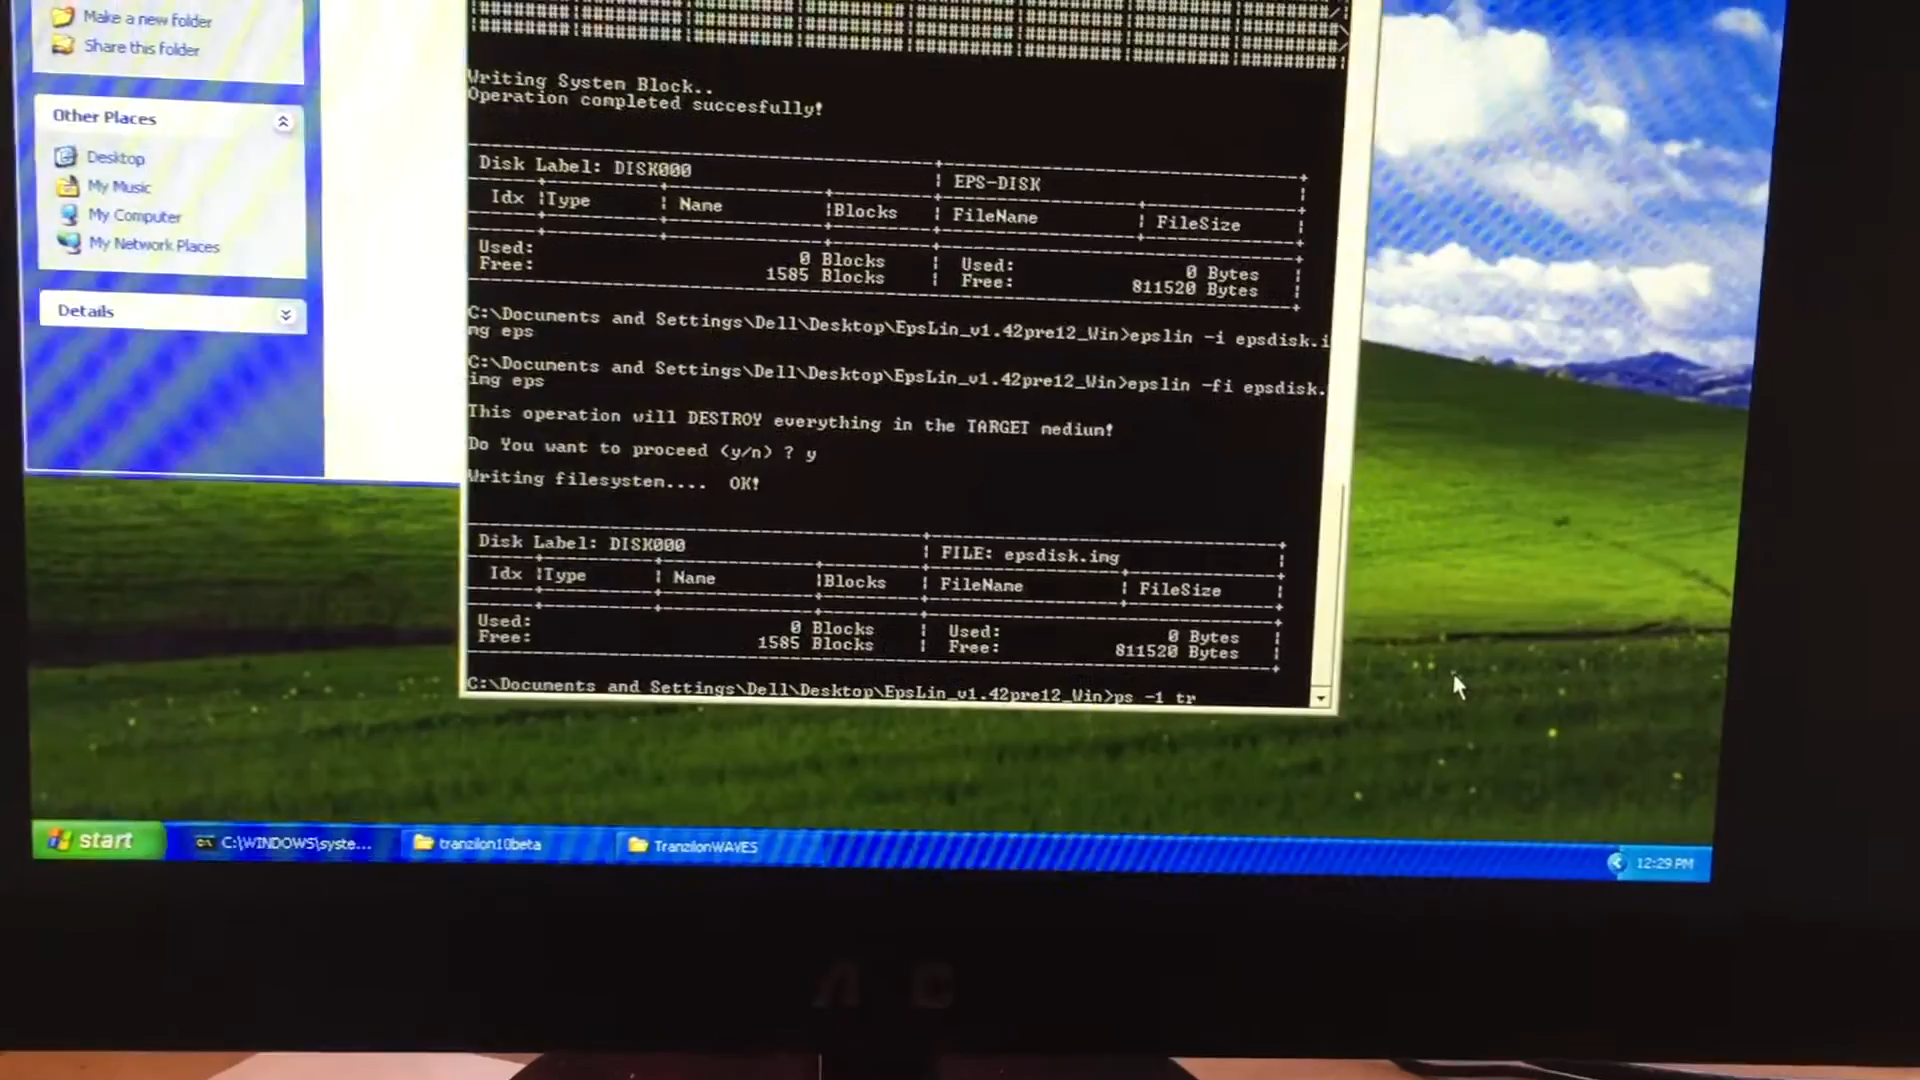 Make a new folder
Share this folder
Other Places
Desktop
My Music
My Computer
My Network Places
Details
Writing System Block..
Operation completed succesfully!
Disk Label: DISK000 | EPS-DISK
Idx |Type | Name |Blocks | FileName | FileSize
Used: 0 Blocks | Used: 0 Bytes
Free: 1585 Blocks | Free: 811520 Bytes
C:\Documents and Settings\Dell\Desktop\EpsLin_v1.42pre12_Win>epslin -i epsdisk.i
mg eps
C:\Documents and Settings\Dell\Desktop\EpsLin_v1.42pre12_Win>epslin -fi epsdisk.
img eps
This operation will DESTROY everything in the TARGET medium!
Do You want to proceed (y/n) ? y
Writing filesystem.... OK!
Disk Label: DISK000 | FILE: epsdisk.img
Idx |Type | Name |Blocks | FileName | FileSize
Used: 0 Blocks | Used: 0 Bytes
Free: 1585 Blocks | Free: 811520 Bytes
C:\Documents and Settings\Dell\Desktop\EpsLin_v1.42pre12_Win>ps -l tr
start
C:\WINDOWS\syste...
tranzilon10beta
TranzilonWAVES
12:29 PM